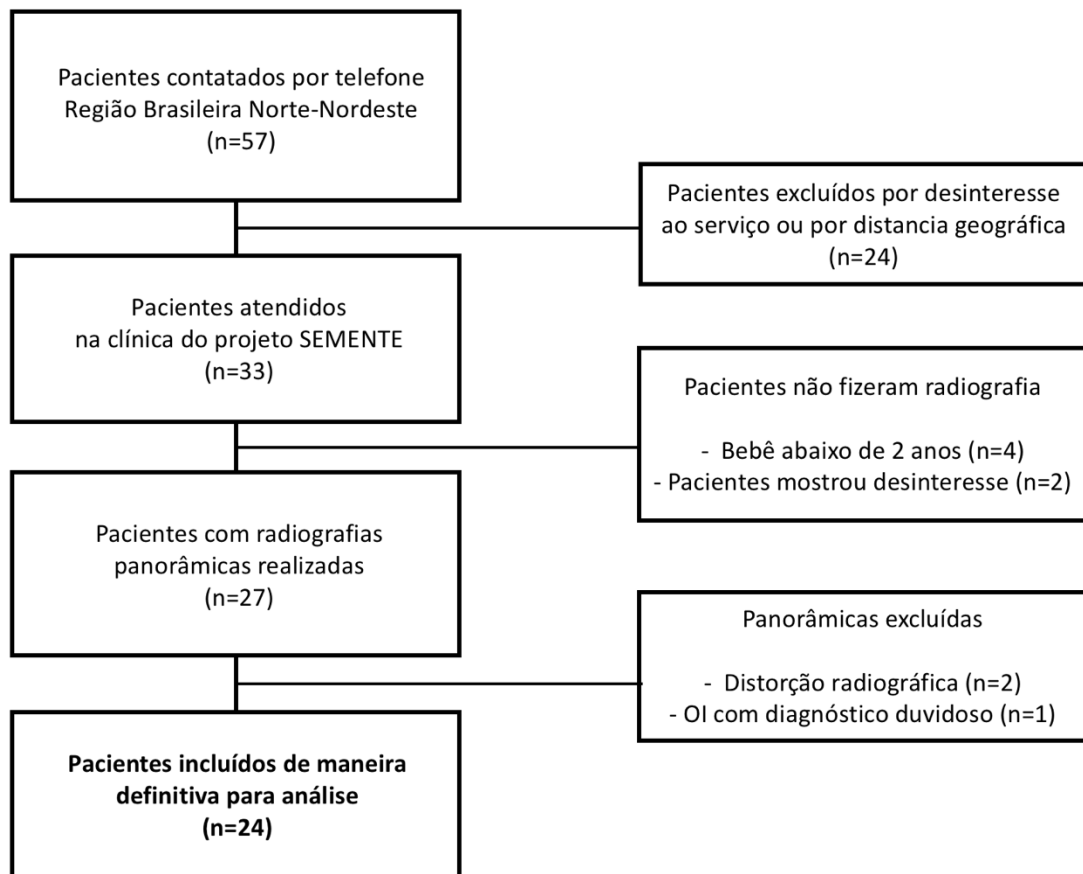 Pacientes contatados por telefone
Região Brasileira Norte-Nordeste
(n=57)
Pacientes excluídos por desinteresse
ao serviço ou por distancia geográfica
(n=24)
Pacientes atendidos
na clínica do projeto SEMENTE
(n=33)
Pacientes não fizeram radiografia
- Bebê abaixo de 2 anos (n=4)
- Pacientes mostrou desinteresse (n=2)
Pacientes com radiografias
panorâmicas realizadas
(n=27)
Panorâmicas excluídas
- Distorção radiográfica (n=2)
- OI com diagnóstico duvidoso (n=1)
Pacientes incluídos de maneira
definitiva para análise
(n=24)